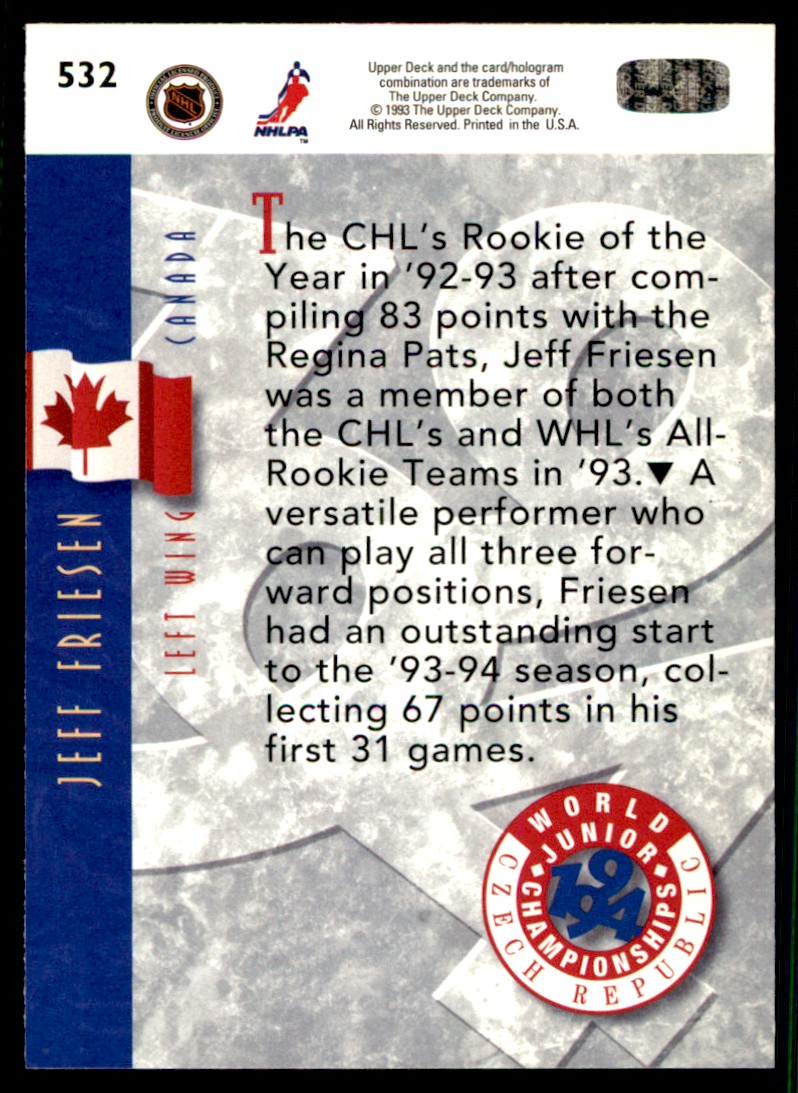 532
NHL
NHLPA
TM
Upper Deck and the card/hologram
combination are trademarks of
The Upper Deck Company.
© 1993 The Upper Deck Company.
All Rights Reserved. Printed in the U.S.A.
CANADA
LEFT WING
JEFF FRIESEN
The CHL's Rookie of the
Year in '92-93 after com-
piling 83 points with the
Regina Pats, Jeff Friesen
was a member of both
the CHL's and WHL's All-
Rookie Teams in '93.▼ A
versatile performer who
can play all three for-
ward positions, Friesen
had an outstanding start
to the '93-94 season, col-
lecting 67 points in his
first 31 games.
WORLD
JUNIOR
CHAMPIONSHIPS
1994
CZECH REPUBLIC